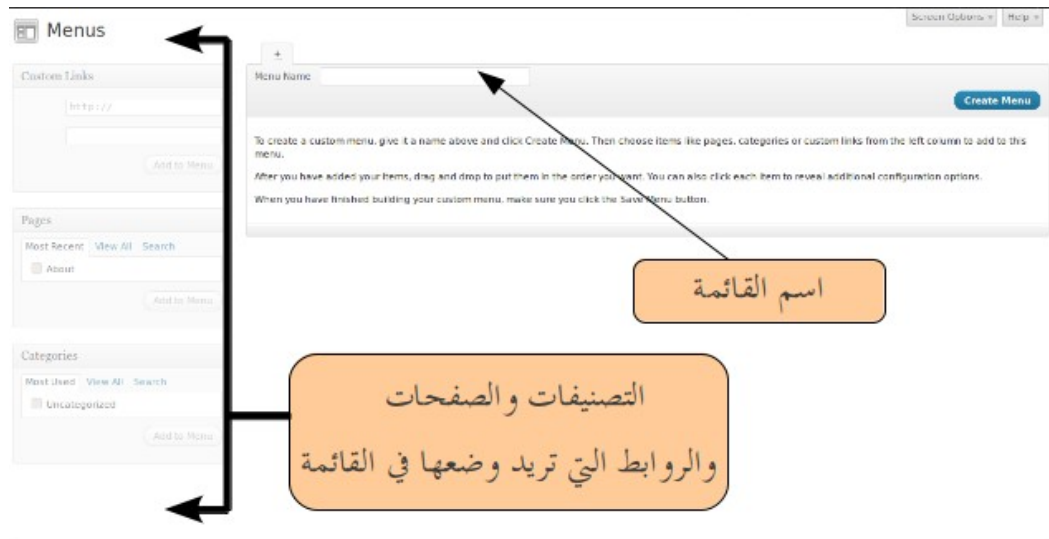 Screen Options
Help
Menus
+
Custom Links
Menu Name
http://
Create Menu
To create a custom menu, give it a name above and click Create Menu. Then choose items like pages, categories or custom links from the left column to add to this
menu.
Add to Menu
After you have added your items, drag and drop to put them in the order you want. You can also click each item to reveal additional configuration options.
When you have finished building your custom menu, make sure you click the Save Menu button.
Pages
Most Recent View All Search
About
Add to Menu
اسم القائمة
Categories
Most Used View All Search
Uncategorized
Add to Menu
التصنيفات والصفحات
والروابط التي تريد وضعها في القائمة